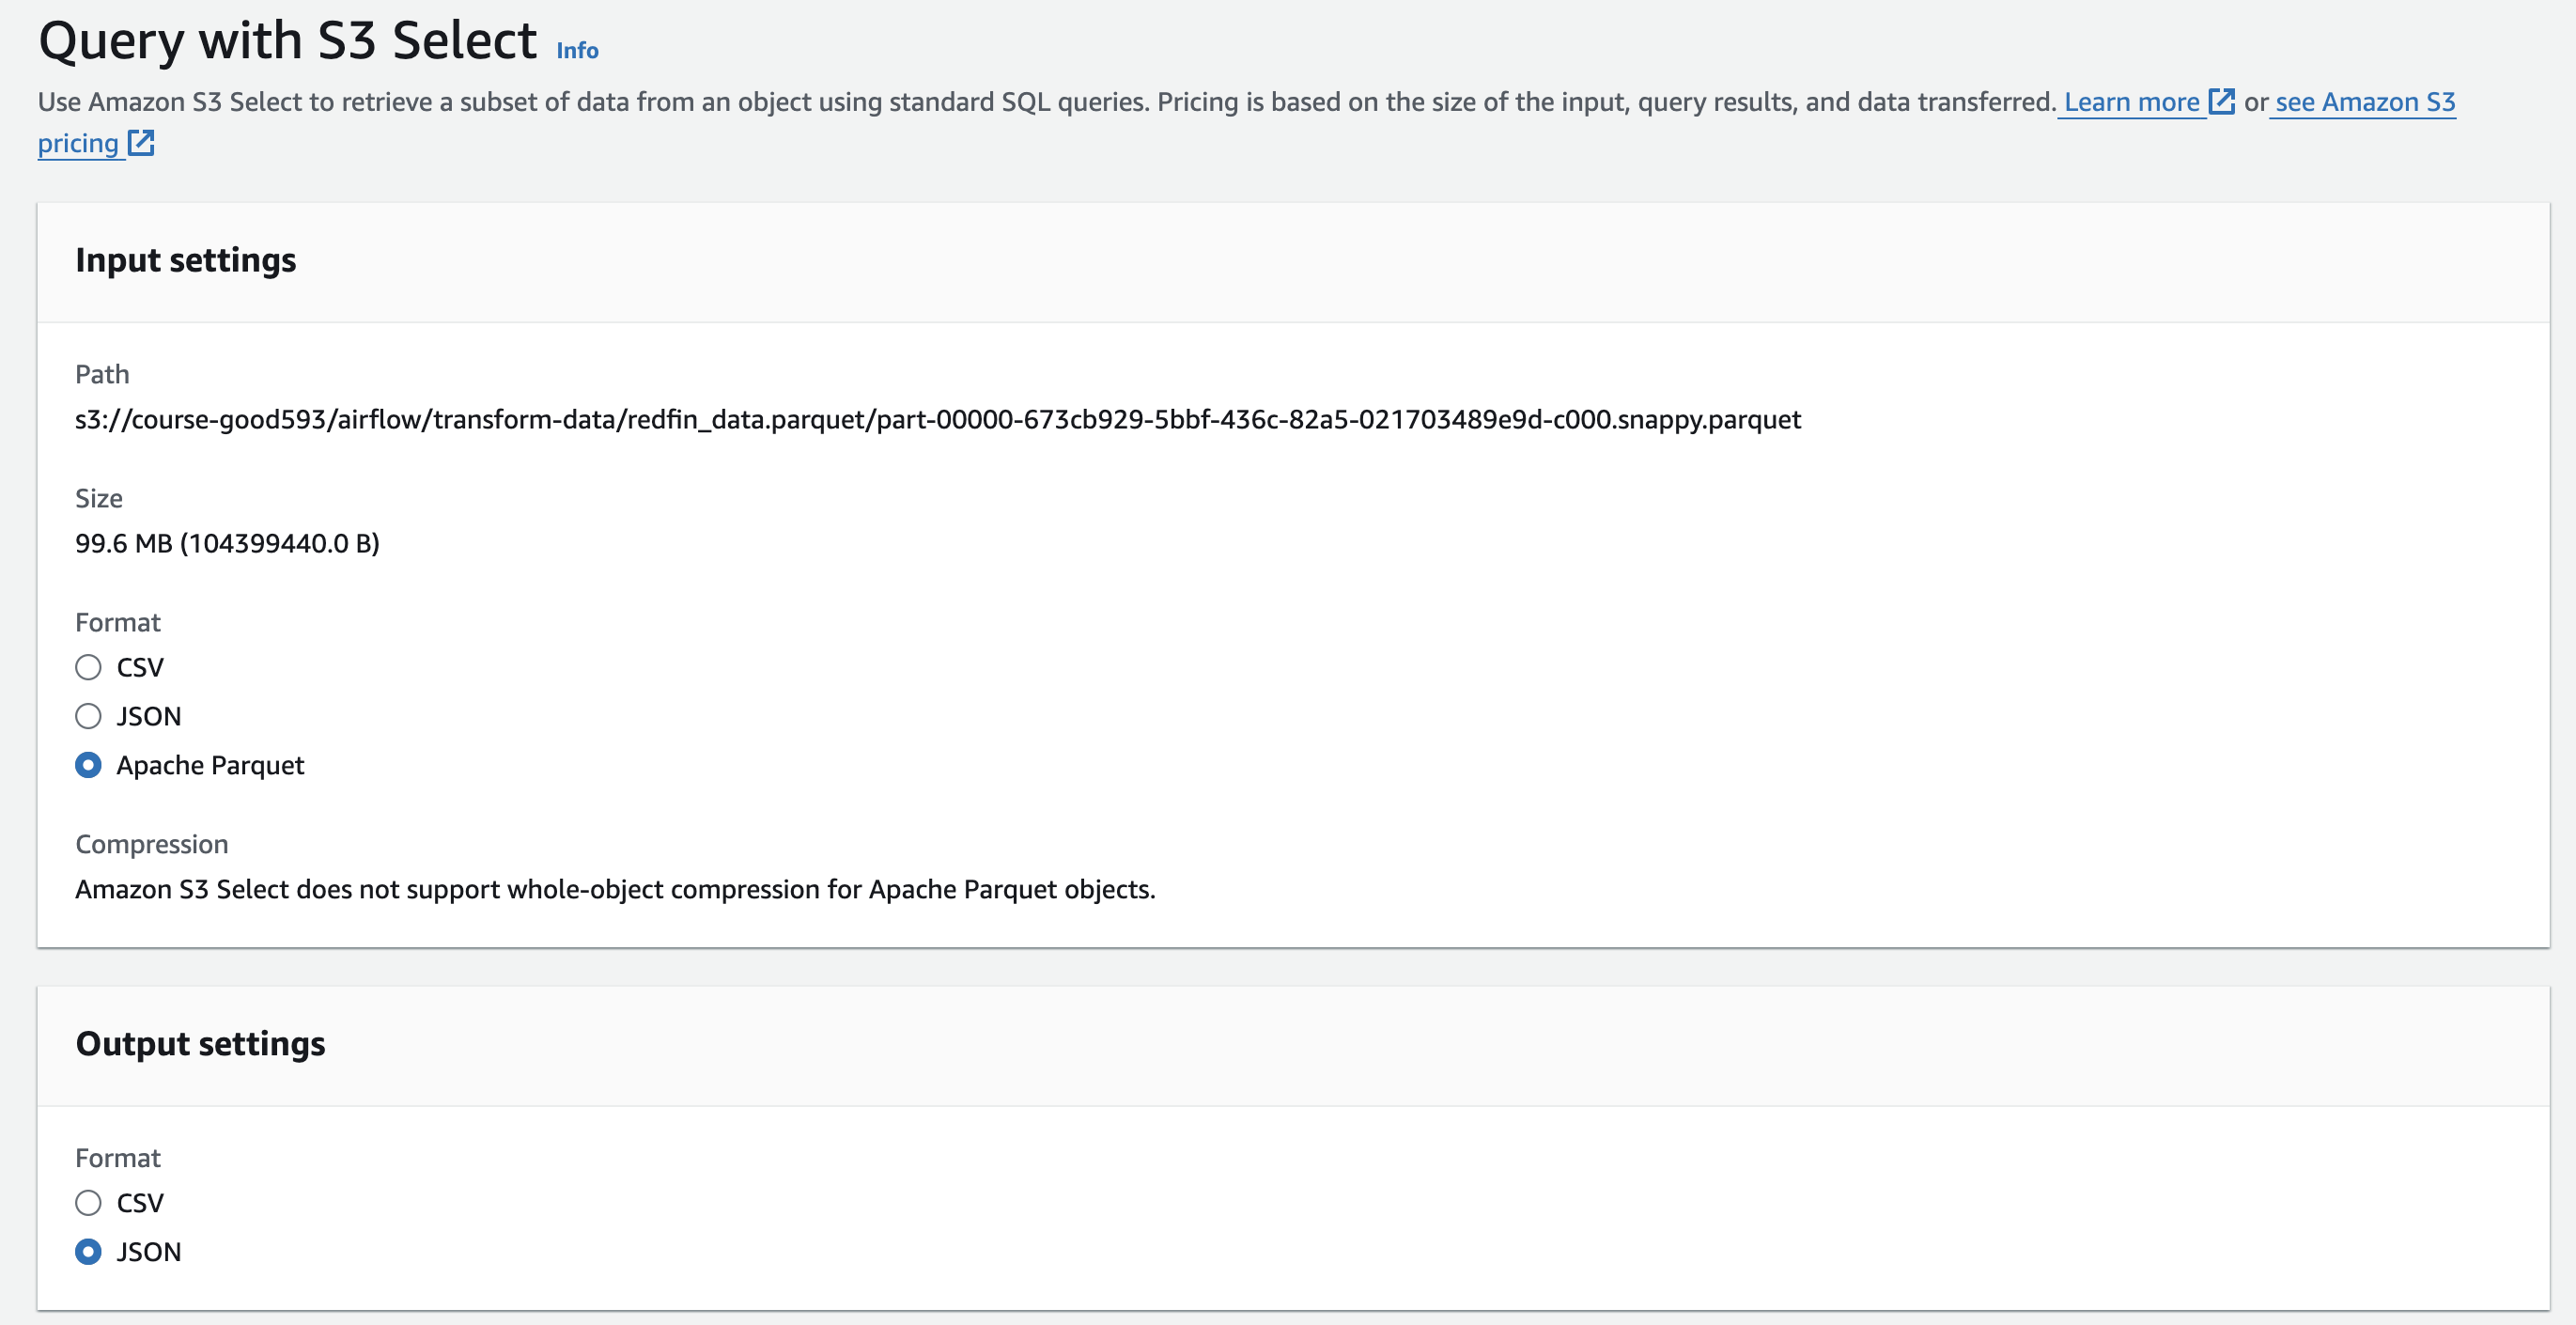 Query with S3 Select Info
Use Amazon S3 Select to retrieve a subset of data from an object using standard SQL queries. Pricing is based on the size of the input, query results, and data transferred. Learn more or see Amazon S3
pricing
Input settings
Path
s3://course-good593/airflow/transform-data/redfin_data.parquet/part-00000-673cb929-5bbf-436c-82a5-021703489e9d-c000.snappy.parquet
Size
99.6 MB (104399440.0 B)
Format
CSV
JSON
Apache Parquet
Compression
Amazon S3 Select does not support whole-object compression for Apache Parquet objects.
Output settings
Format
CSV
JSON